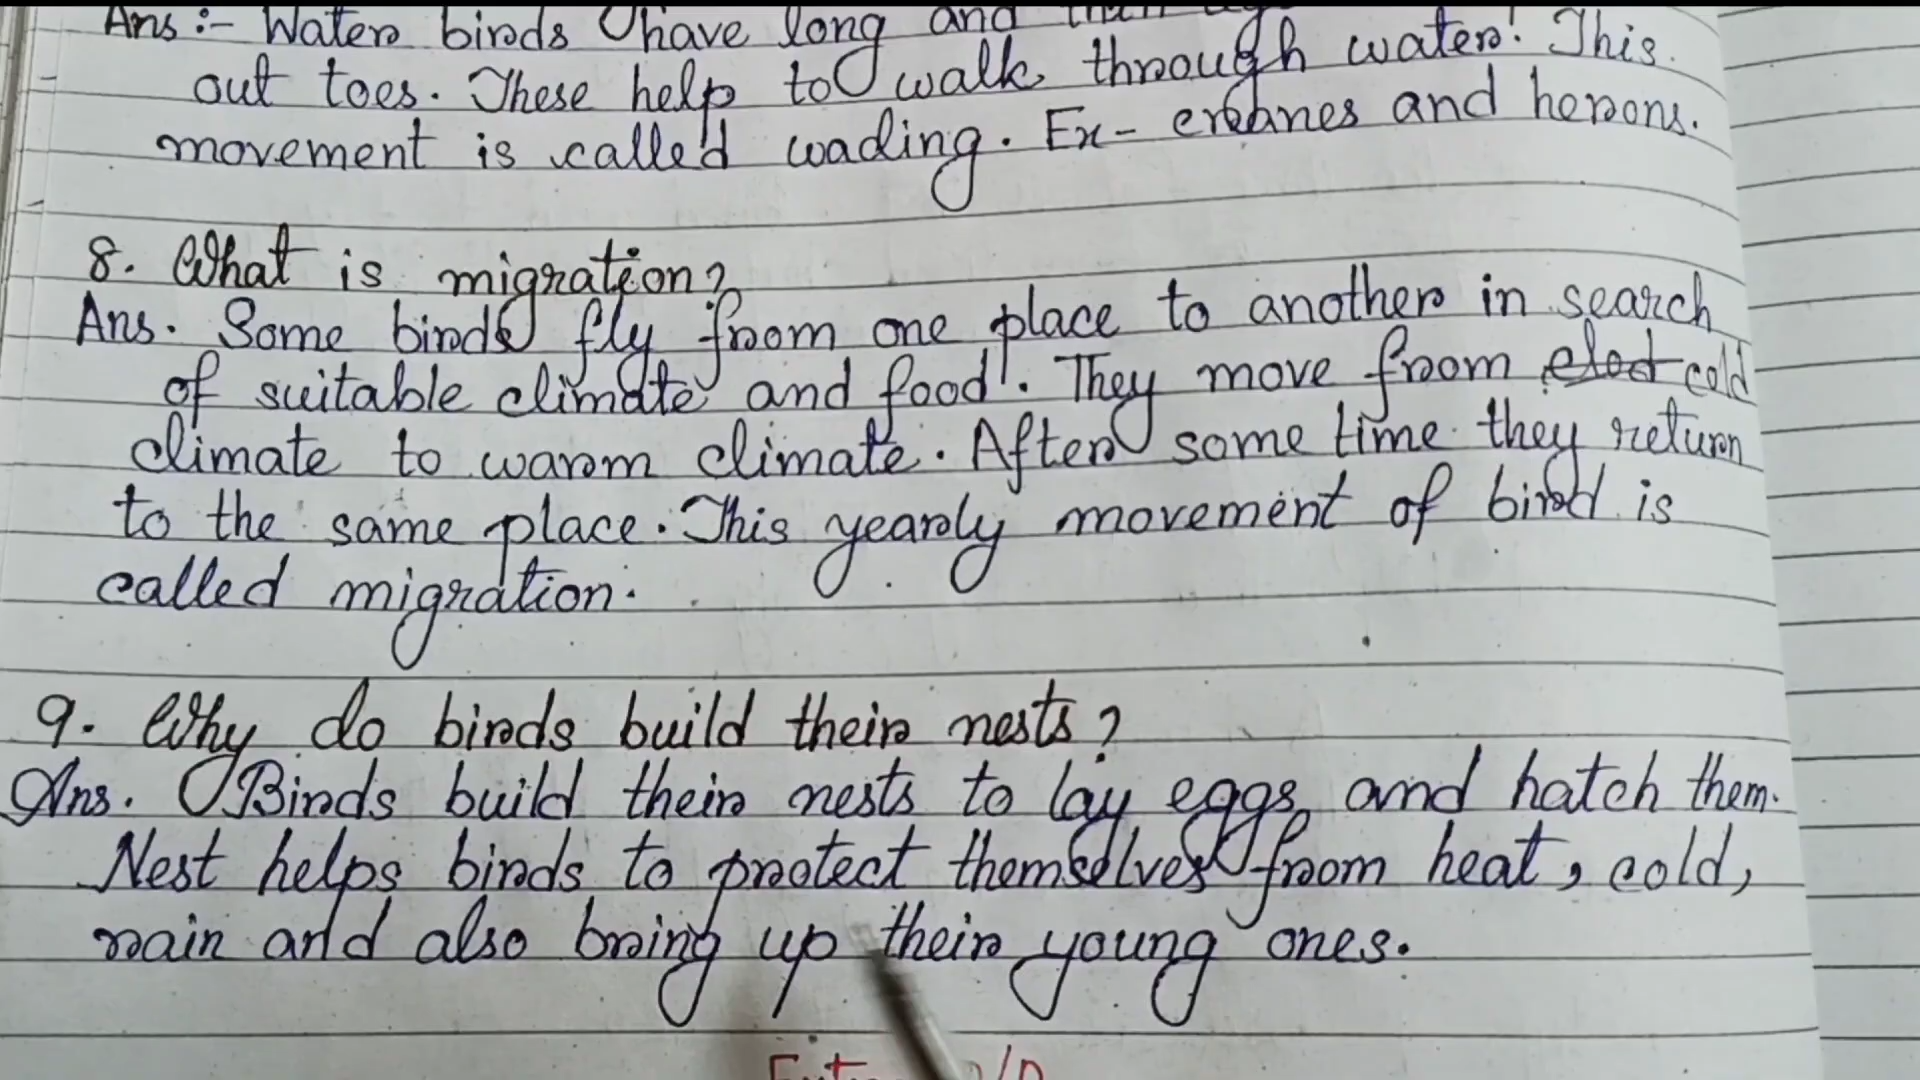 Ans :- Water birds have long and thin
out toes. These help to walk through water. This
movement is called wading. Ex- creanes and herons.
8. What is migration?
Ans. Some birds fly from one place to another in search
of suitable climate and food. They move from clod cold
climate to warm climate. After some time they return
to the same place. This yearly movement of bird is
called migration.
9. Why do birds build their nests?
Ans. Birds build their nests to lay eggs and hatch them.
Nest helps birds to protect themselves from heat, cold,
rain and also bring up their young ones.